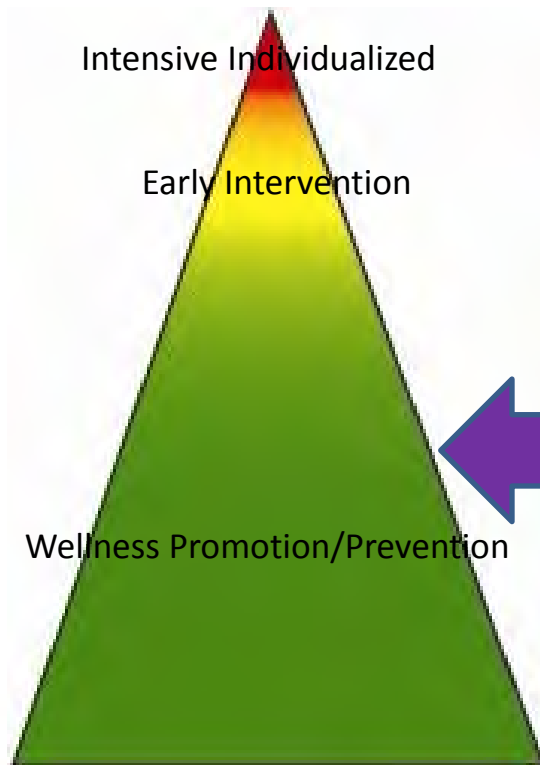 Intensive Individualized
Early Intervention
Wellness Promotion/Prevention